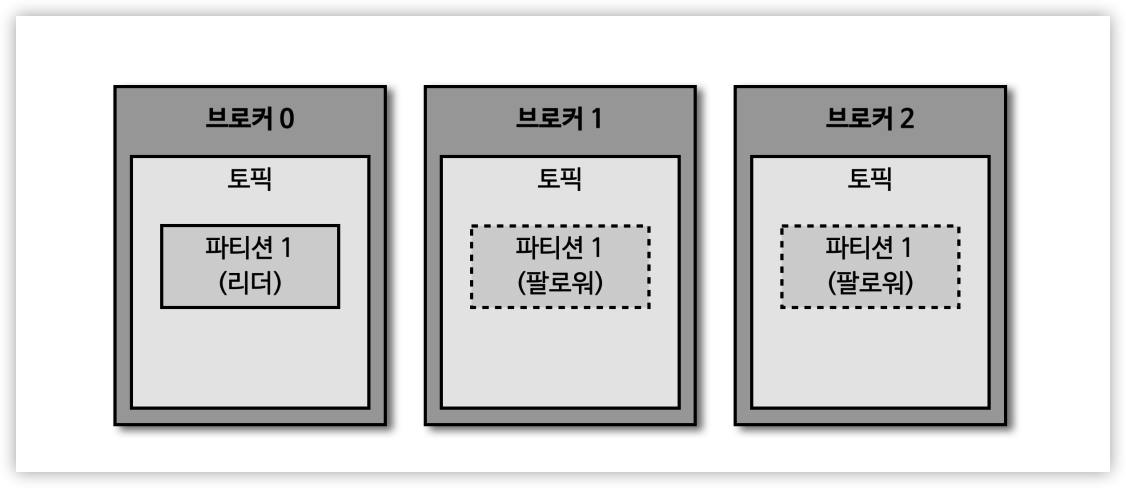 브로커 0
토픽
파티션 1
(리더)
브로커 1
토픽
파티션 1
(팔로워)
브로커 2
토픽
파티션 1
(팔로워)